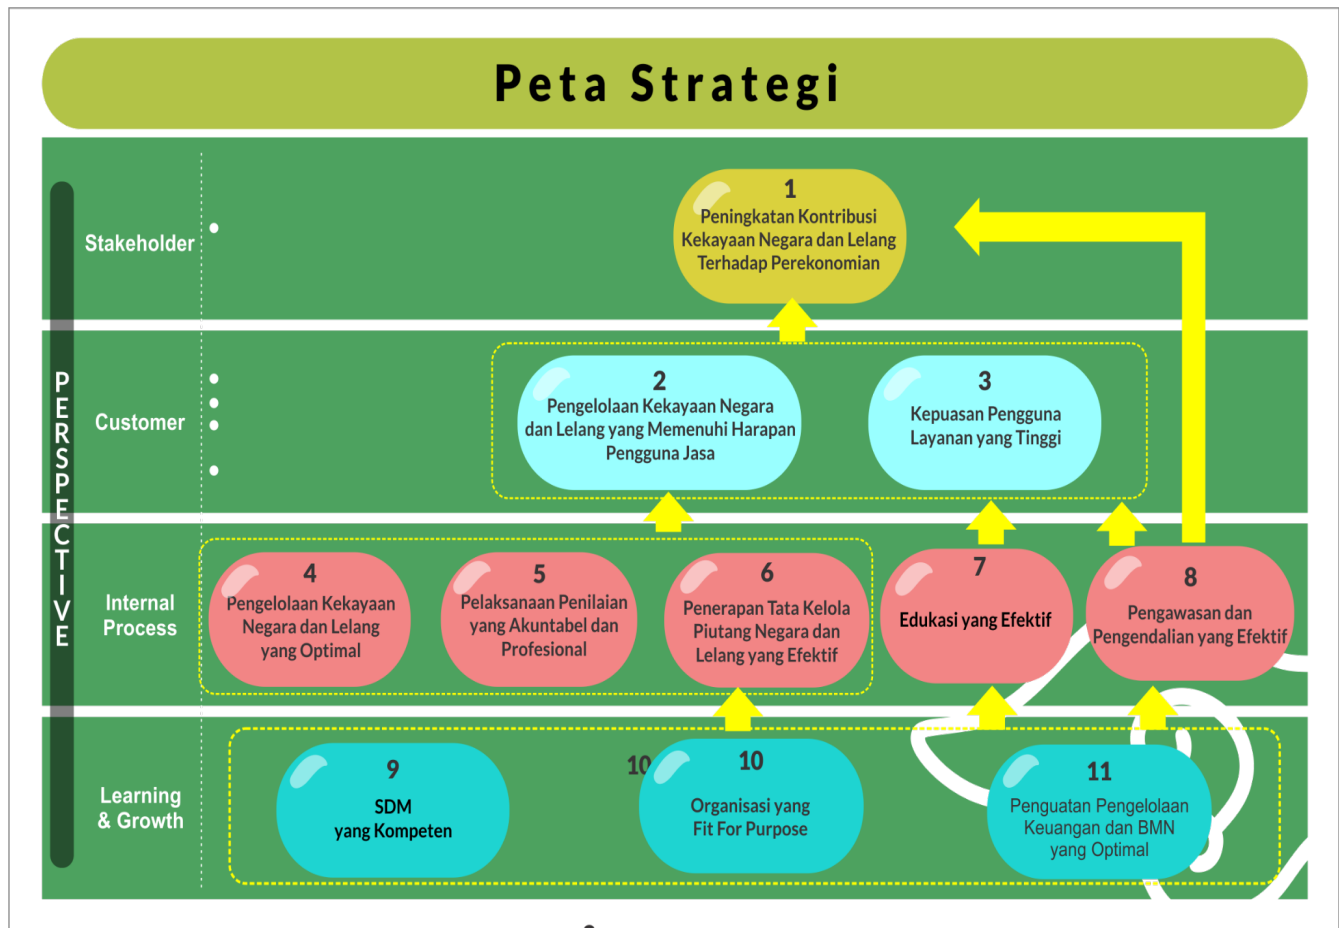 Peta Strategi
PERSPECTIVE
Stakeholder
1
Peningkatan Kontribusi
Kekayaan Negara dan Lelang
Terhadap Perekonomian
Customer
2
Pengelolaan Kekayaan Negara
dan Lelang yang Memenuhi Harapan
Pengguna Jasa
3
Kepuasan Pengguna
Layanan yang Tinggi
Internal
Process
4
Pengelolaan Kekayaan
Negara dan Lelang
yang Optimal
5
Pelaksanaan Penilaian
yang Akuntabel dan
Profesional
6
Penerapan Tata Kelola
Piutang Negara dan
Lelang yang Efektif
7
Edukasi yang Efektif
8
Pengawasan dan
Pengendalian yang Efektif
Learning
& Growth
9
SDM
yang Kompeten
10
10
Organisasi yang
Fit For Purpose
11
Penguatan Pengelolaan
Keuangan dan BMN
yang Optimal